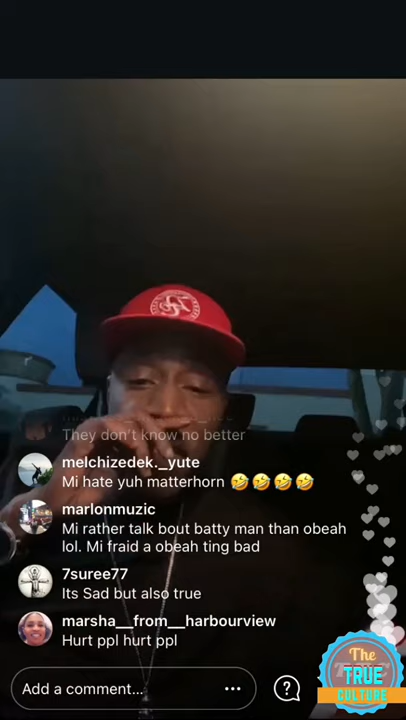 They don't know no better
melchizedek._yute
Mi hate yuh matterhorn 🤣🤣🤣🤣
marlonmuzic
Mi rather talk bout batty man than obeah
lol. Mi fraid a obeah ting bad
7suree77
Its Sad but also true
marsha__from__harbourview
Hurt ppl hurt ppl
Add a comment...
The
TRUE
CULTURE